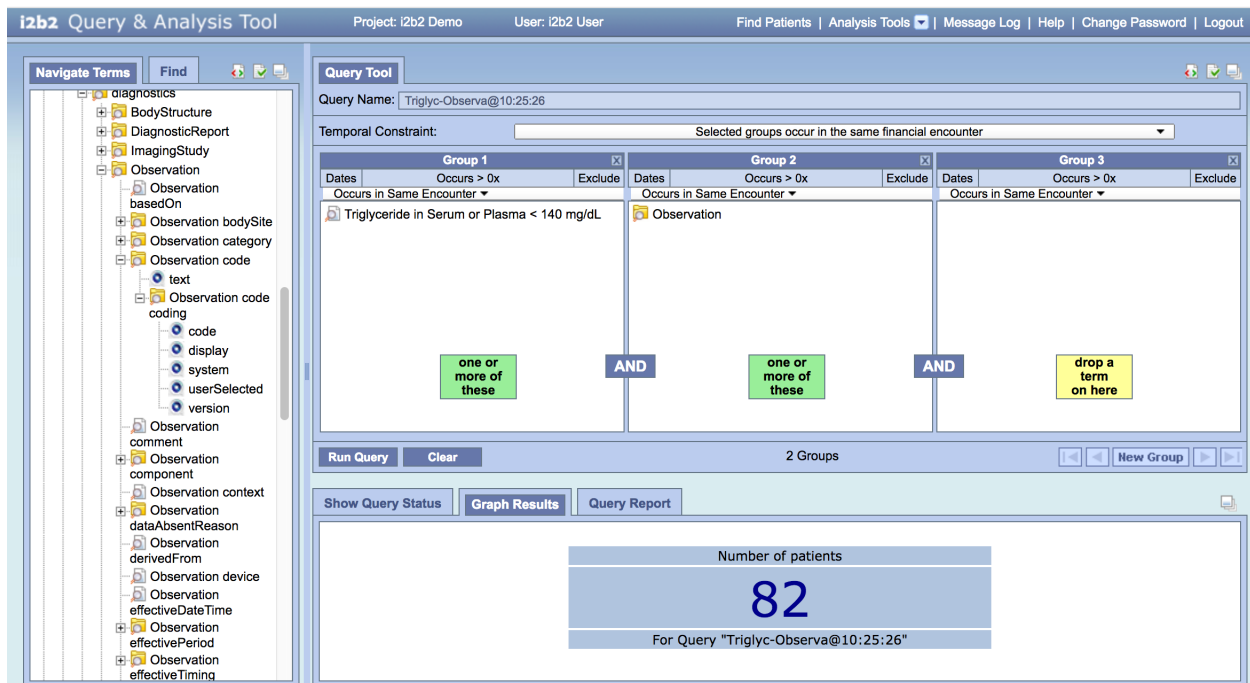 i2b2 Query & Analysis Tool Project: i2b2 Demo User: i2b2 User Find Patients | Analysis Tools | Message Log | Help | Change Password | Logout
Navigate Terms Find
diagnostics
BodyStructure
DiagnosticReport
ImagingStudy
Observation
Observation
basedOn
Observation bodySite
Observation category
Observation code
text
Observation code
coding
code
display
system
userSelected
version
Observation
comment
Observation
component
Observation context
Observation
dataAbsentReason
Observation
derivedFrom
Observation device
Observation
effectiveDateTime
Observation
effectivePeriod
Observation
effectiveTiming
Query Tool
Query Name: Triglyc-Observa@10:25:26
Temporal Constraint: Selected groups occur in the same financial encounter
Group 1 X Group 2 X Group 3 X
Dates Occurs > 0x Exclude Dates Occurs > 0x Exclude Dates Occurs > 0x Exclude
Occurs in Same Encounter Occurs in Same Encounter Occurs in Same Encounter
Triglyceride in Serum or Plasma < 140 mg/dL Observation
one or
more of
these
AND
one or
more of
these
AND
drop a
term
on here
Run Query Clear 2 Groups New Group
Show Query Status Graph Results Query Report
Number of patients
82
For Query "Triglyc-Observa@10:25:26"